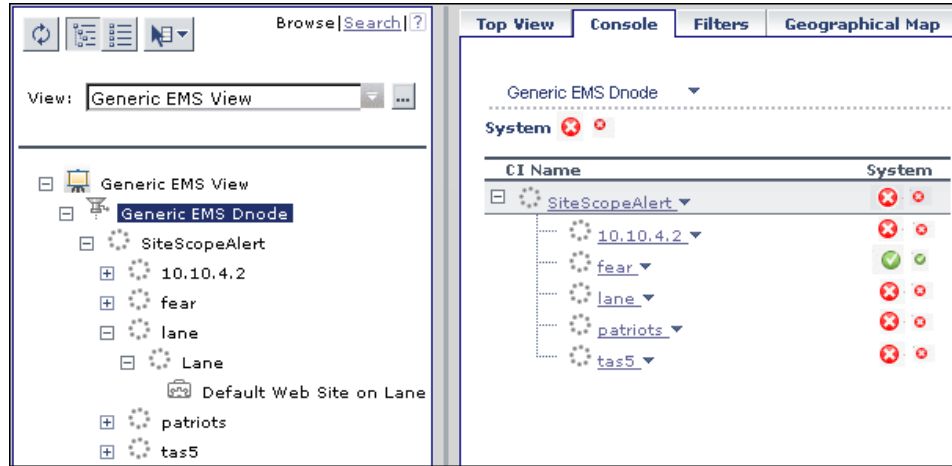 Browse|Search|?
View: Generic EMS View ...
Generic EMS View
Generic EMS Dnode
SiteScopeAlert
10.10.4.2
fear
lane
Lane
Default Web Site on Lane
patriots
tas5
Top View Console Filters Geographical Map
Generic EMS Dnode
System
CI Name System
SiteScopeAlert
10.10.4.2
fear
lane
patriots
tas5